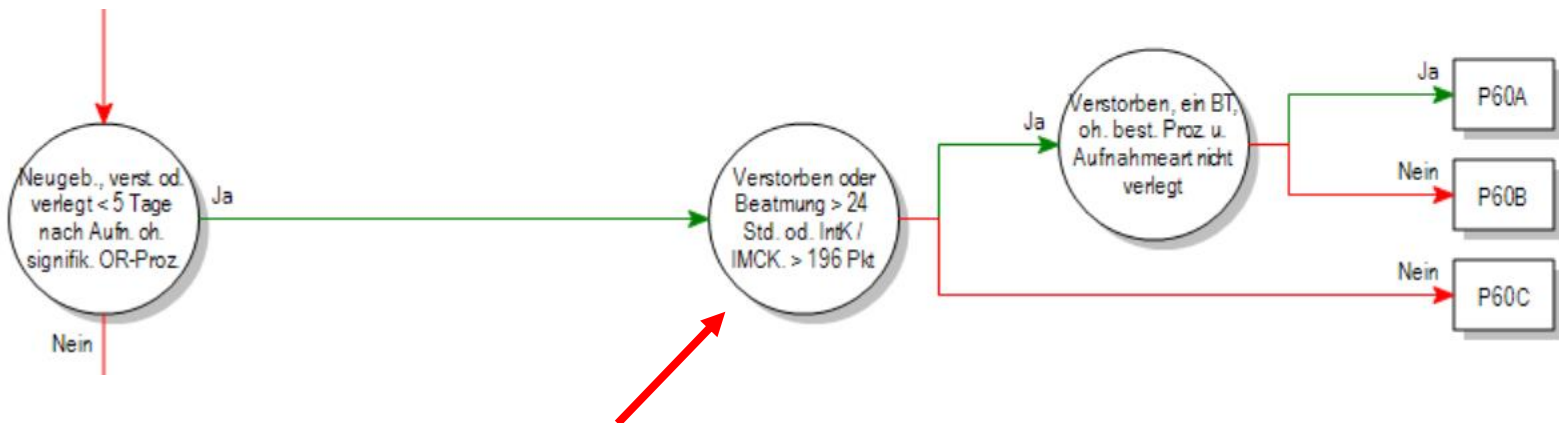 Neugeb., verst. od.
verlegt < 5 Tage
nach Aufn. oh.
signifik. OR-Proz.
Ja
Nein
Verstorben oder
Beatmung > 24
Std. od. IntK /
IMCK. > 196 Pkt
Ja
Verstorben, ein BT,
oh. best. Proz. u.
Aufnahmeart nicht
verlegt
Ja
P60A
Nein
P60B
Nein
P60C